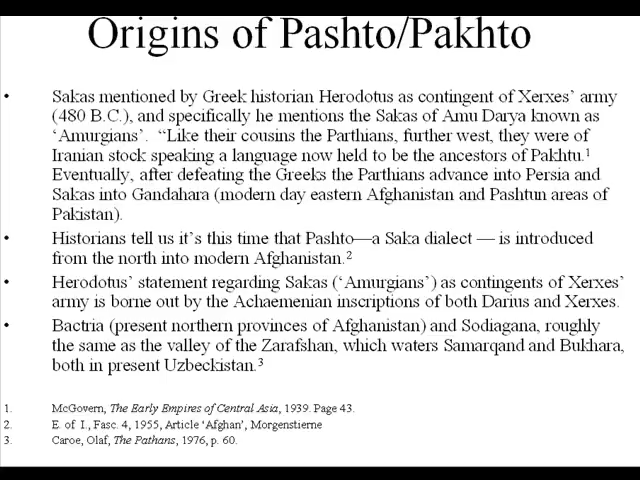 Origins of Pashto/Pakhto
• Sakas mentioned by Greek historian Herodotus as contingent of Xerxes' army
(480 B.C.), and specifically he mentions the Sakas of Amu Darya known as
'Amurgians'. "Like their cousins the Parthians, further west, they were of
Iranian stock speaking a language now held to be the ancestors of Pakhtu.¹
Eventually, after defeating the Greeks the Parthians advance into Persia and
Sakas into Gandahara (modern day eastern Afghanistan and Pashtun areas of
Pakistan).
• Historians tell us it's this time that Pashto—a Saka dialect — is introduced
from the north into modern Afghanistan.²
• Herodotus' statement regarding Sakas ('Amurgians') as contingents of Xerxes'
army is borne out by the Achaemenian inscriptions of both Darius and Xerxes.
• Bactria (present northern provinces of Afghanistan) and Sodiagana, roughly
the same as the valley of the Zarafshan, which waters Samarqand and Bukhara,
both in present Uzbeckistan.³
1. McGovern, The Early Empires of Central Asia, 1939. Page 43.
2. E. of I., Fasc. 4, 1955, Article 'Afghan', Morgenstierne
3. Caroe, Olaf, The Pathans, 1976, p. 60.